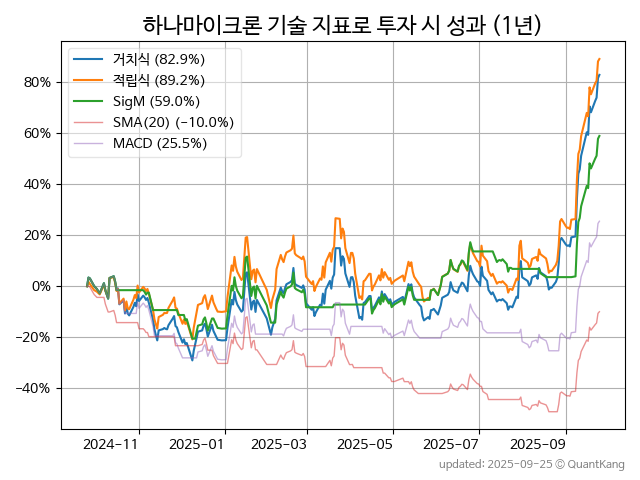 하나마이크론 기술 지표로 투자 시 성과 (1년)
거치식 (82.9%)
적립식 (89.2%)
SigM (59.0%)
SMA(20) (-10.0%)
MACD (25.5%)
80%
60%
40%
20%
0%
-20%
-40%
2024-11 2025-01 2025-03 2025-05 2025-07 2025-09
updated: 2025-09-25 © QuantKang